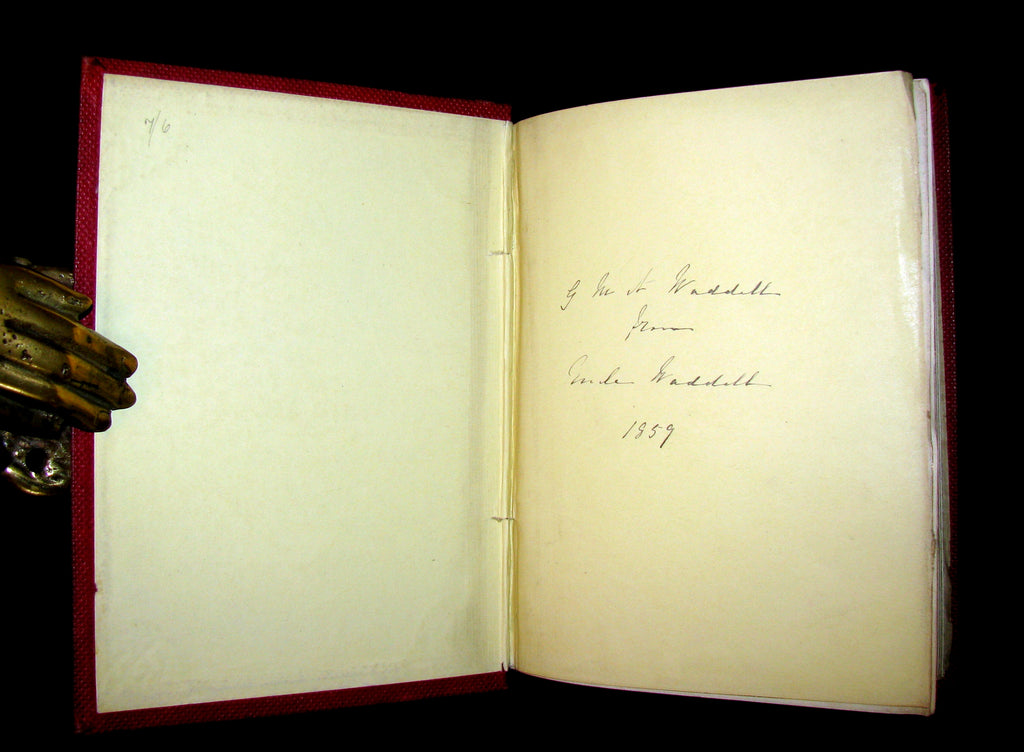 7/6
G M A Waddell
from
Uncle Waddell
1859